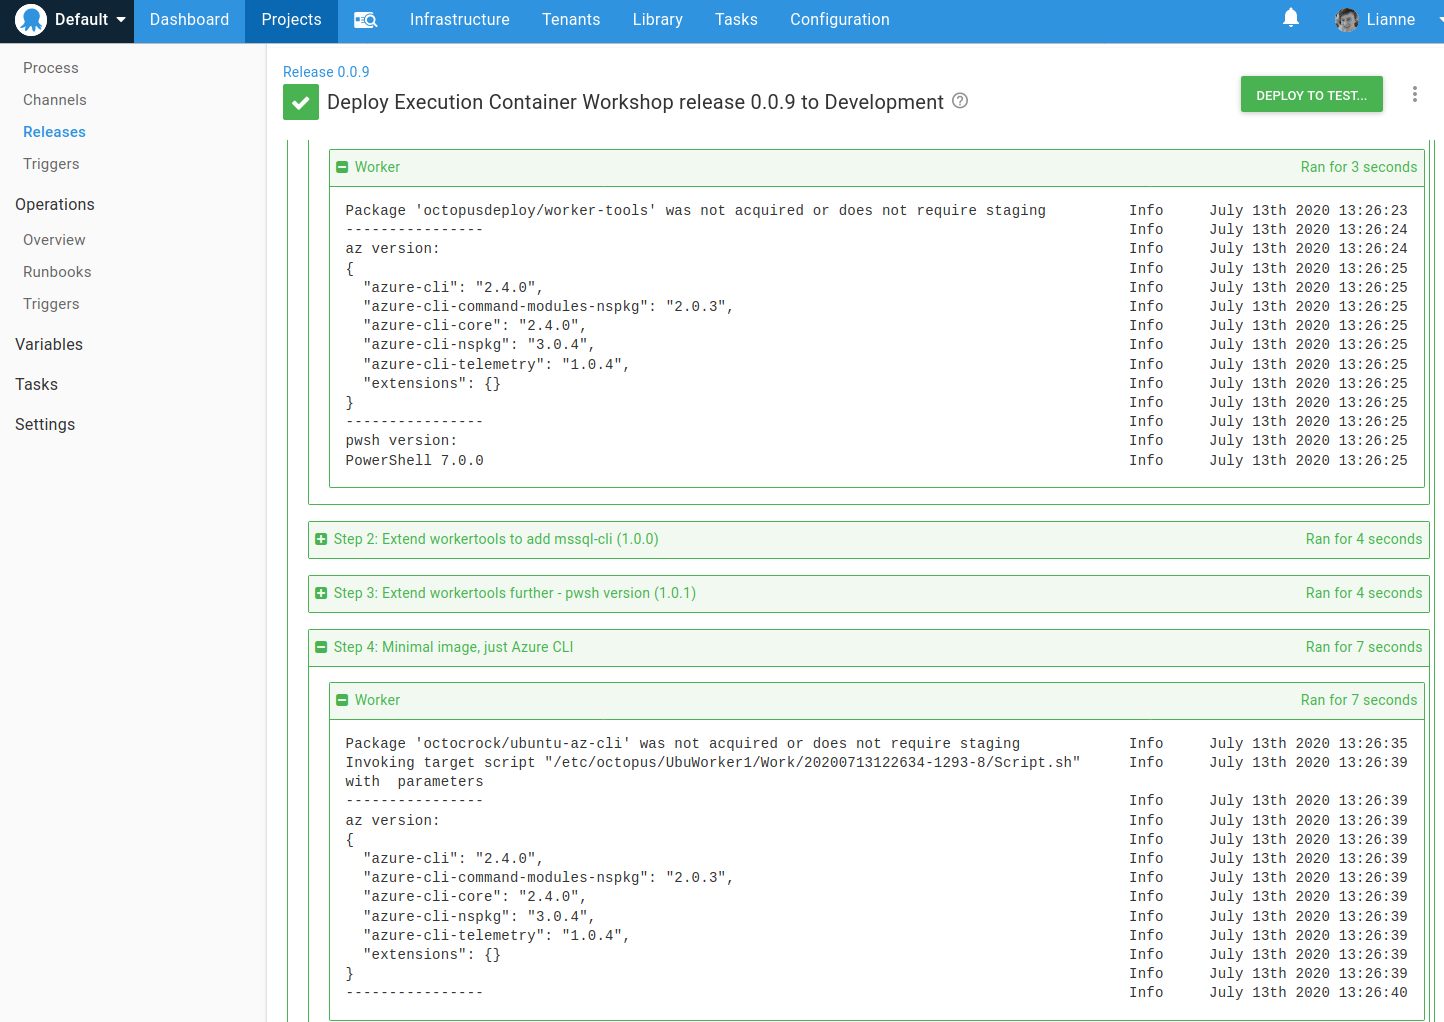 Default Dashboard Projects Infrastructure Tenants Library Tasks Configuration Lianne
Process
Channels
Releases
Triggers
Operations
Overview
Runbooks
Triggers
Variables
Tasks
Settings
Release 0.0.9
Deploy Execution Container Workshop release 0.0.9 to Development
DEPLOY TO TEST...
Worker Ran for 3 seconds
Package 'octopusdeploy/worker-tools' was not acquired or does not require staging Info July 13th 2020 13:26:23
---------------- Info July 13th 2020 13:26:24
az version: Info July 13th 2020 13:26:24
{ Info July 13th 2020 13:26:25
"azure-cli": "2.4.0", Info July 13th 2020 13:26:25
"azure-cli-command-modules-nspkg": "2.0.3", Info July 13th 2020 13:26:25
"azure-cli-core": "2.4.0", Info July 13th 2020 13:26:25
"azure-cli-nspkg": "3.0.4", Info July 13th 2020 13:26:25
"azure-cli-telemetry": "1.0.4", Info July 13th 2020 13:26:25
"extensions": {} Info July 13th 2020 13:26:25
} Info July 13th 2020 13:26:25
---------------- Info July 13th 2020 13:26:25
pwsh version: Info July 13th 2020 13:26:25
PowerShell 7.0.0 Info July 13th 2020 13:26:25
Step 2: Extend workertools to add mssql-cli (1.0.0) Ran for 4 seconds
Step 3: Extend workertools further - pwsh version (1.0.1) Ran for 4 seconds
Step 4: Minimal image, just Azure CLI Ran for 7 seconds
Worker Ran for 7 seconds
Package 'octocrock/ubuntu-az-cli' was not acquired or does not require staging Info July 13th 2020 13:26:35
Invoking target script "/etc/octopus/UbuWorker1/Work/20200713122634-1293-8/Script.sh" Info July 13th 2020 13:26:39
with  parameters
---------------- Info July 13th 2020 13:26:39
az version: Info July 13th 2020 13:26:39
{ Info July 13th 2020 13:26:39
"azure-cli": "2.4.0", Info July 13th 2020 13:26:39
"azure-cli-command-modules-nspkg": "2.0.3", Info July 13th 2020 13:26:39
"azure-cli-core": "2.4.0", Info July 13th 2020 13:26:39
"azure-cli-nspkg": "3.0.4", Info July 13th 2020 13:26:39
"azure-cli-telemetry": "1.0.4", Info July 13th 2020 13:26:39
"extensions": {} Info July 13th 2020 13:26:39
} Info July 13th 2020 13:26:39
---------------- Info July 13th 2020 13:26:40